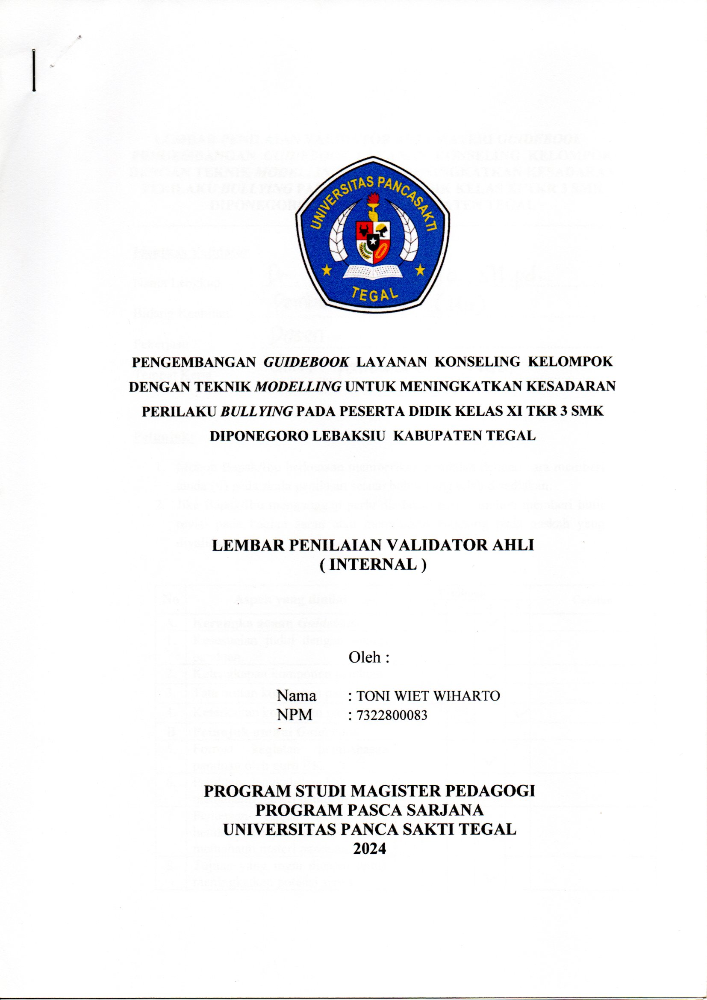 UNIVERSITAS PANCASAKTI
TEGAL
PENGEMBANGAN GUIDEBOOK LAYANAN KONSELING KELOMPOK
DENGAN TEKNIK MODELLING UNTUK MENINGKATKAN KESADARAN
PERILAKU BULLYING PADA PESERTA DIDIK KELAS XI TKR 3 SMK
DIPONEGORO LEBAKSIU KABUPATEN TEGAL
LEMBAR PENILAIAN VALIDATOR AHLI
( INTERNAL )
Oleh :
Nama : TONI WIET WIHARTO
NPM : 7322800083
PROGRAM STUDI MAGISTER PEDAGOGI
PROGRAM PASCA SARJANA
UNIVERSITAS PANCA SAKTI TEGAL
2024